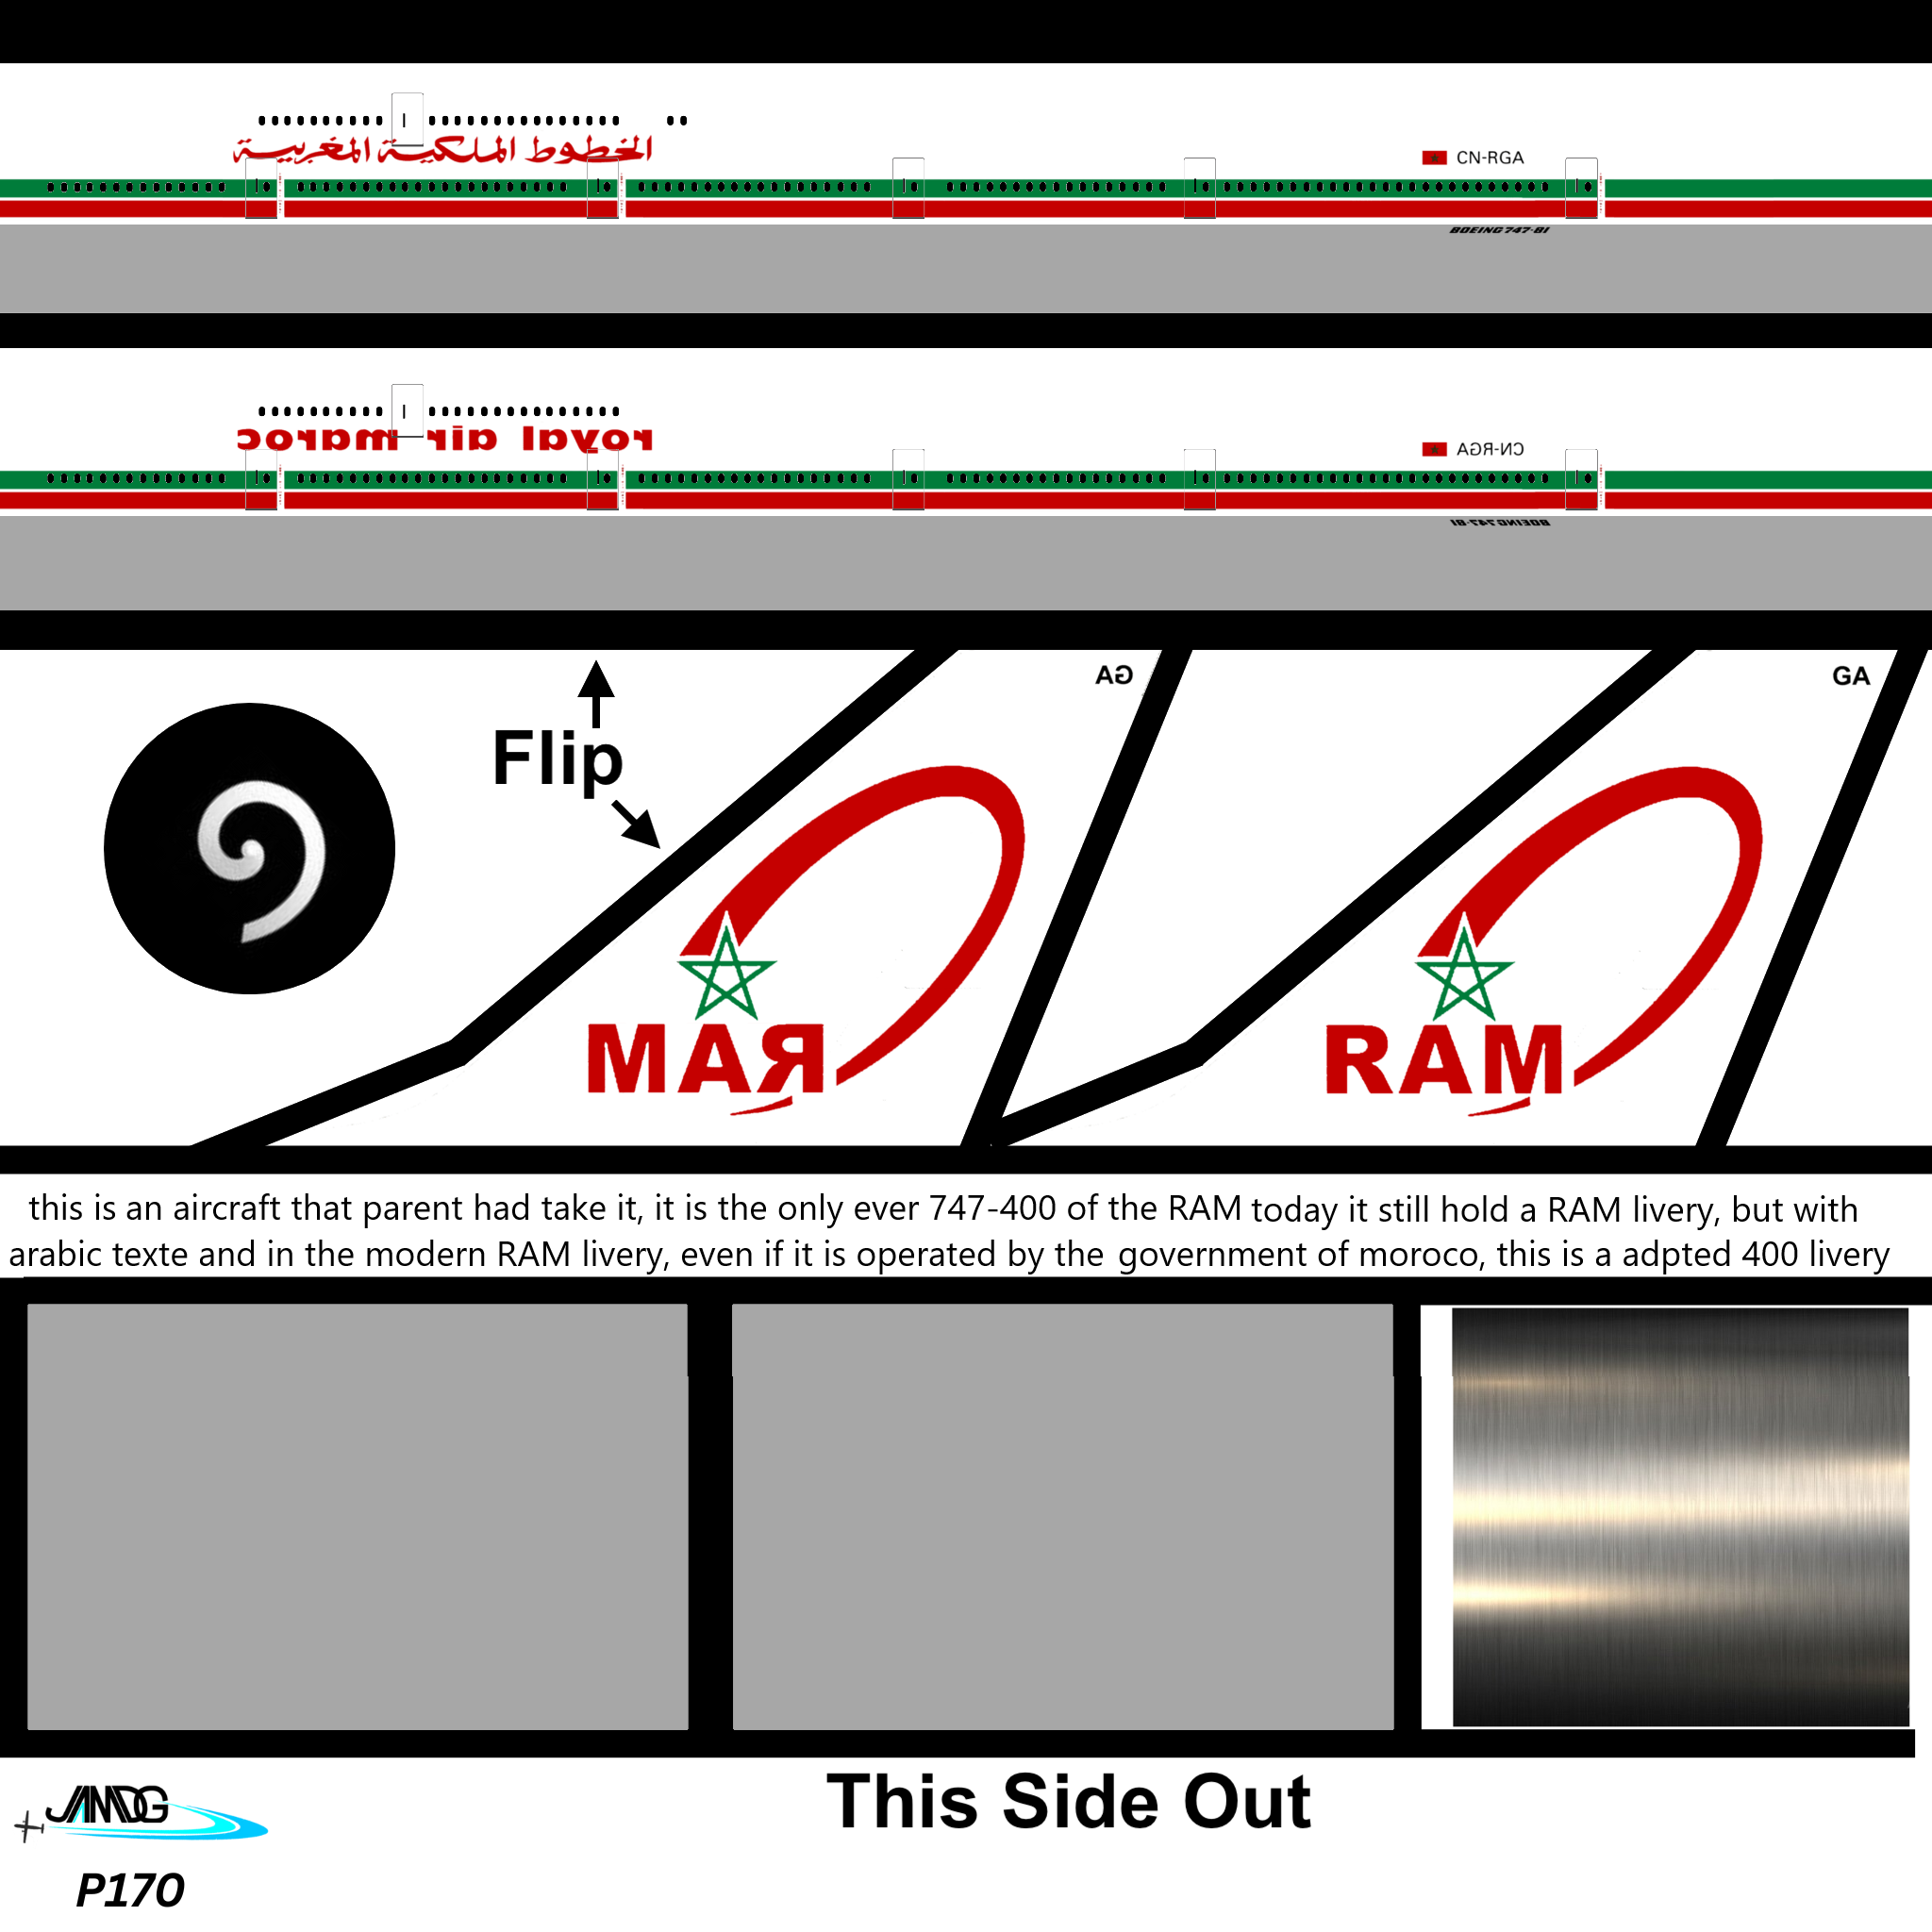 الخطوط الملكية المغربية
CN-RGA
BOEING 747-8I
royal air maroc
CN-RGA
BOEING 747-8I
GA
GA
Flip
RAM
RAM
this is an aircraft that parent had take it, it is the only ever 747-400 of the RAM today it still hold a RAM livery, but with
arabic texte and in the modern RAM livery, even if it is operated by the government of moroco, this is a adpted 400 livery
This Side Out
JAMDG
P170